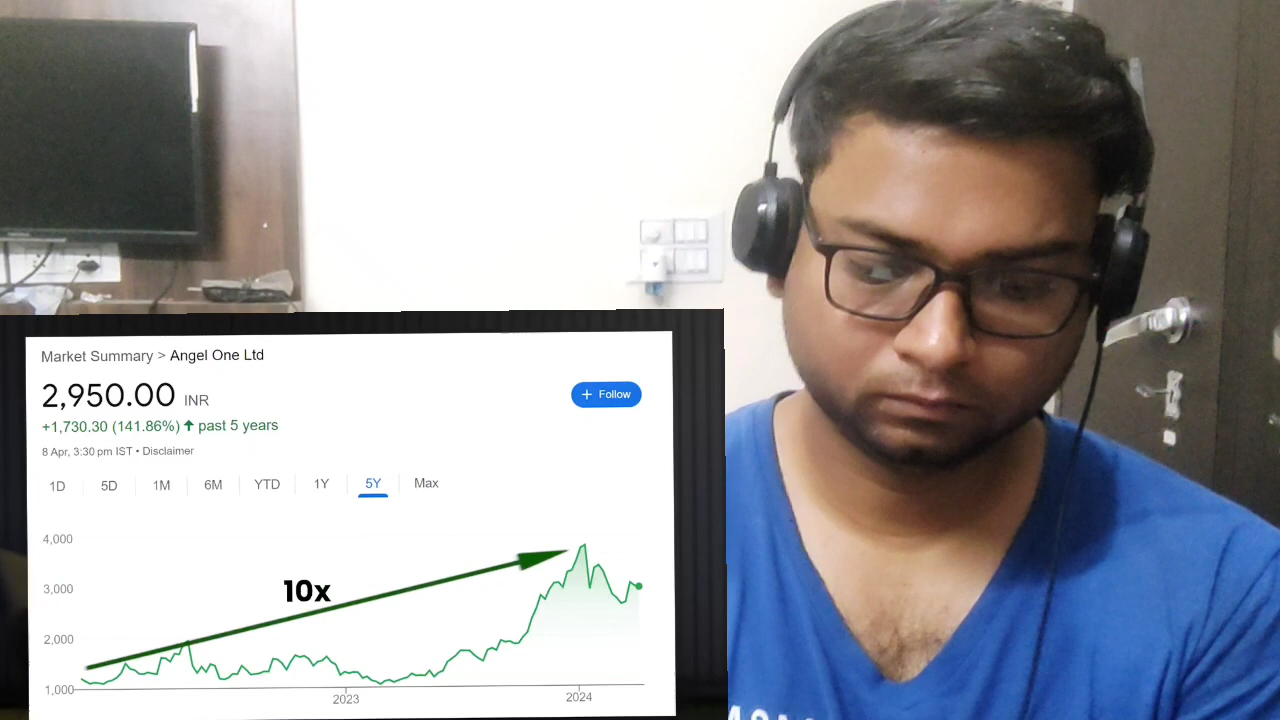 Market Summary > Angel One Ltd
2,950.00 INR
+ Follow
+1,730.30 (141.86%) ↑ past 5 years
8 Apr, 3:30 pm IST • Disclaimer
1D 5D 1M 6M YTD 1Y 5Y Max
4,000
3,000
2,000
1,000
10x
2023 2024